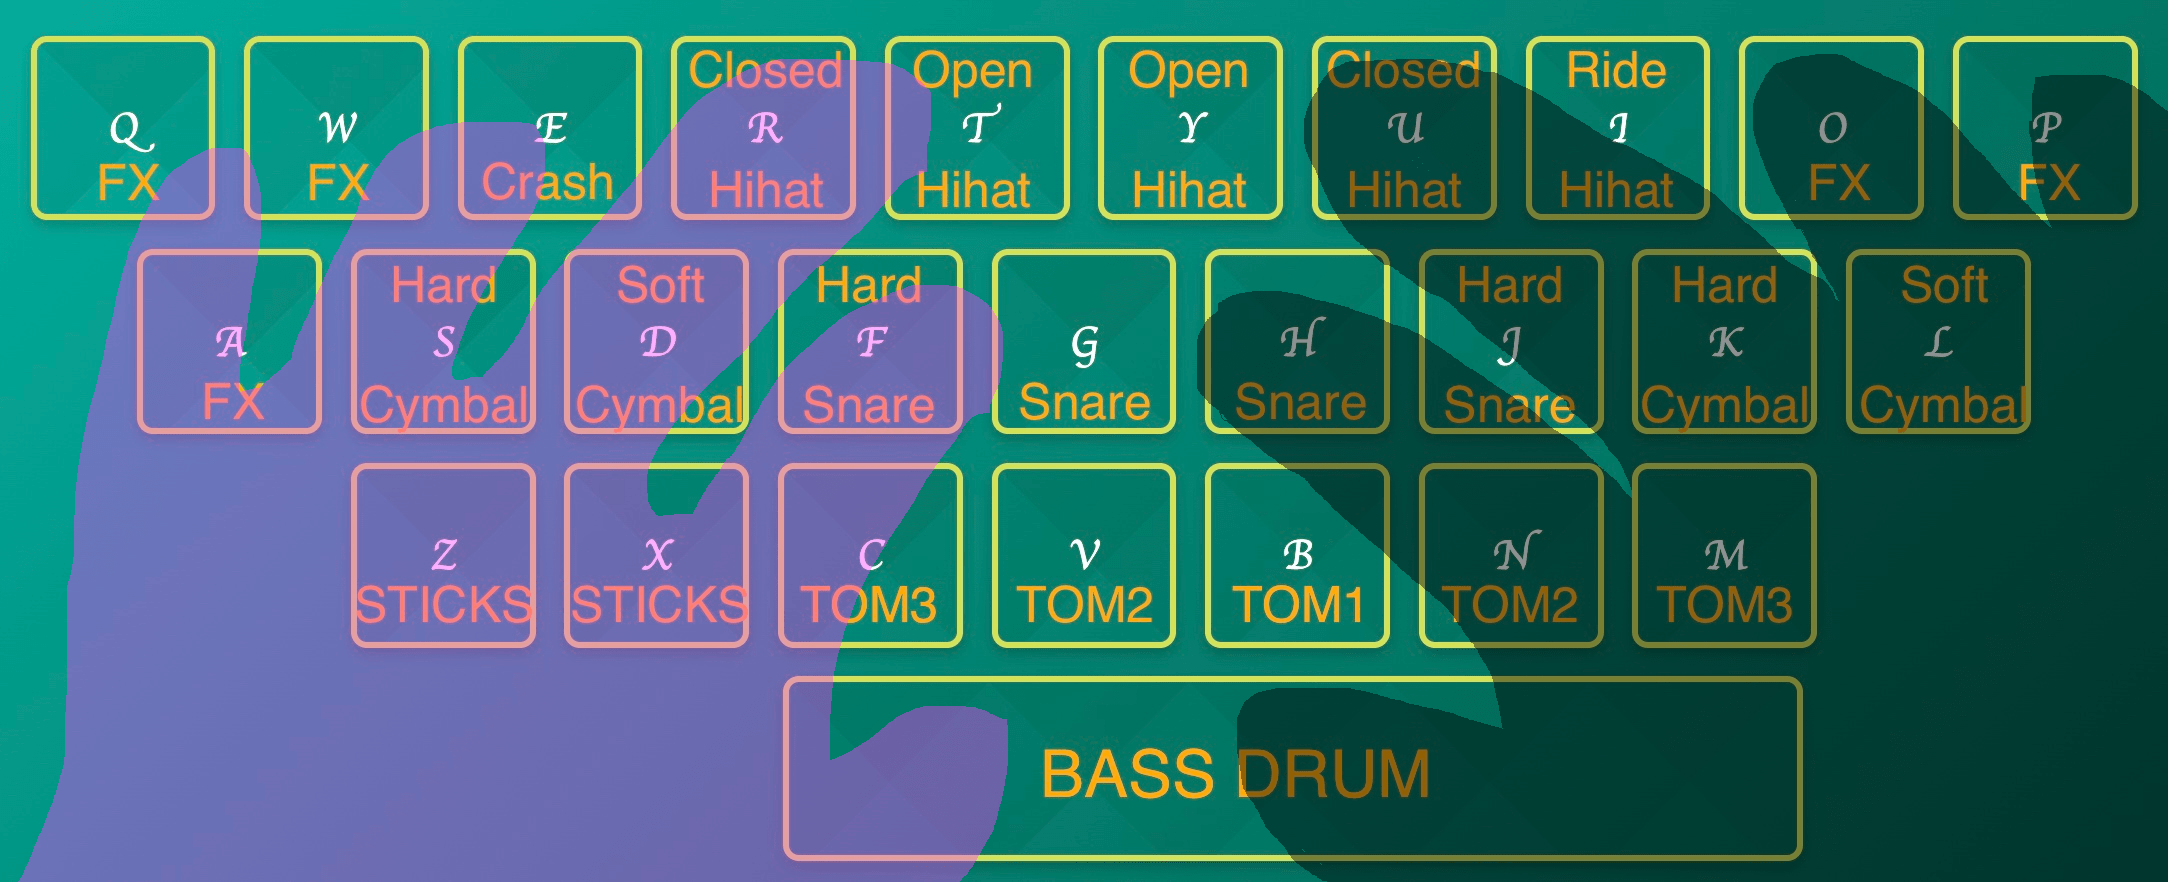 Closed Open Open Closed Ride
Q W E R T Y U I O P
FX FX Crash Hihat Hihat Hihat Hihat Hihat FX FX
Hard Soft Hard Hard Hard Soft
A S D F G H J K L
FX Cymbal Cymbal Snare Snare Snare Snare Cymbal Cymbal
Z X C V B N M
STICKS STICKS TOM3 TOM2 TOM1 TOM2 TOM3
BASS DRUM